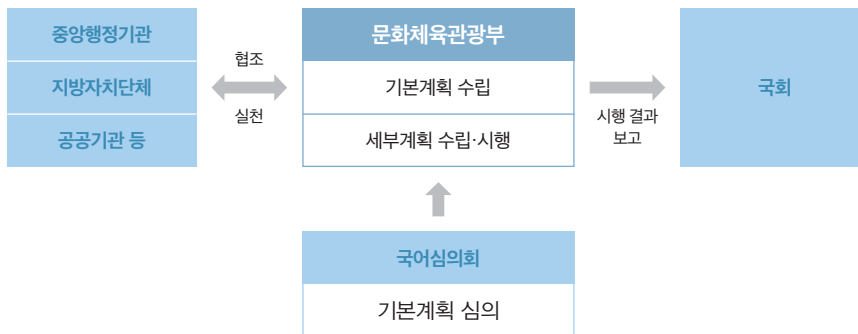 중앙행정기관
지방자치단체
공공기관 등
협조
실천
문화체육관광부
기본계획 수립
세부계획 수립·시행
시행 결과
보고
국회
국어심의회
기본계획 심의